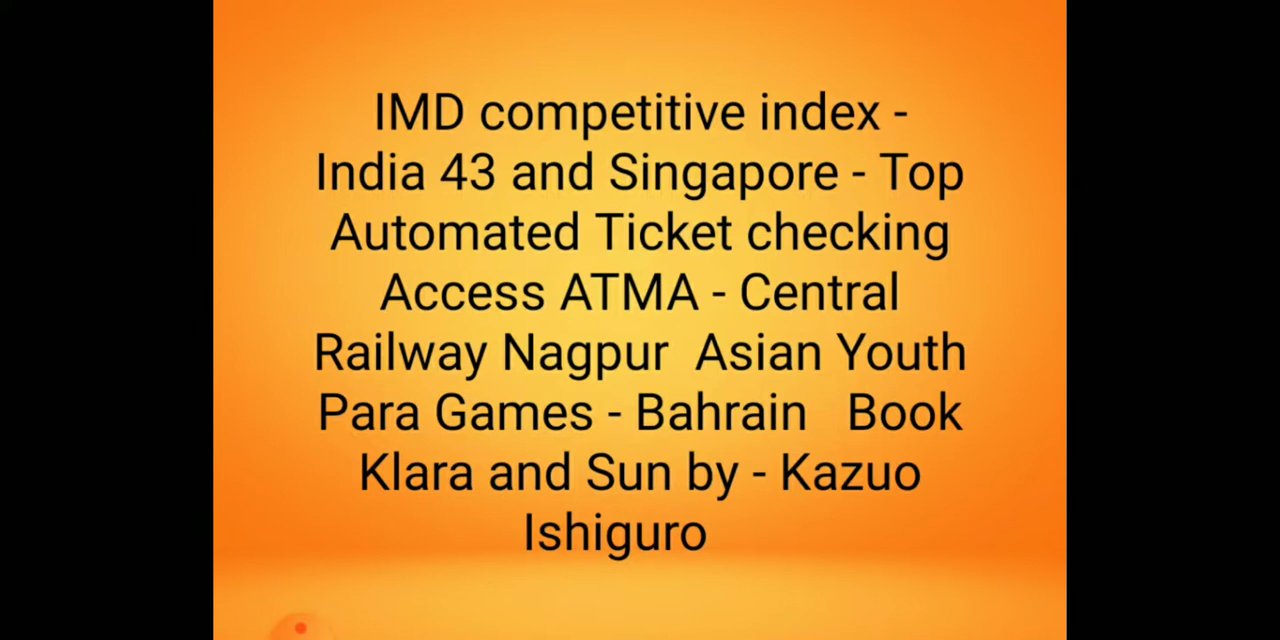 IMD competitive index -
India 43 and Singapore - Top
Automated Ticket checking
Access ATMA - Central
Railway Nagpur  Asian Youth
Para Games - Bahrain   Book
Klara and Sun by - Kazuo
Ishiguro